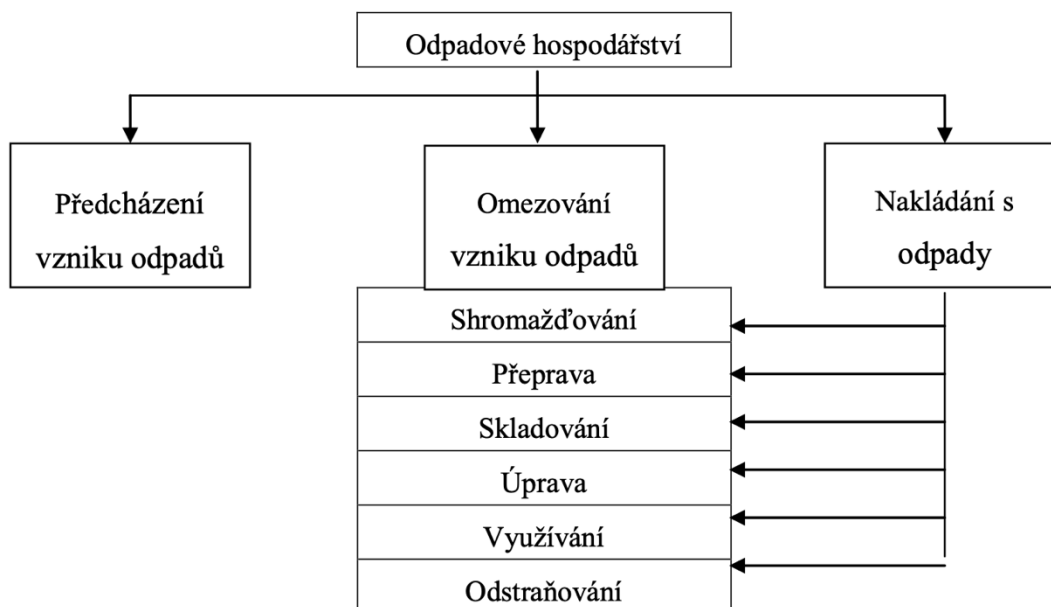 Odpadové hospodářství
Předcházení
vzniku odpadů
Omezování
vzniku odpadů
Nakládání s
odpady
Shromažďování
Přeprava
Skladování
Úprava
Využívání
Odstraňování